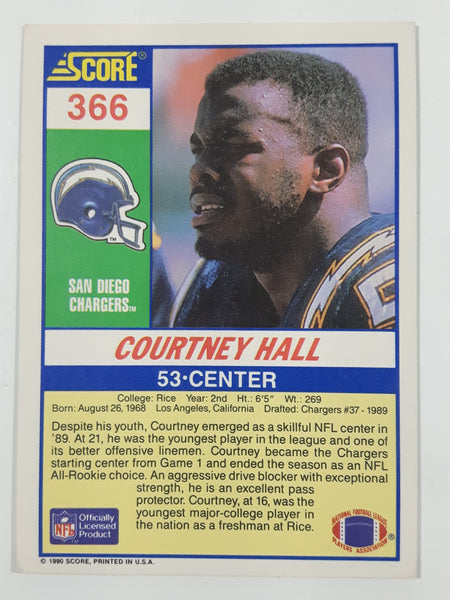 SCORE®
366
SAN DIEGO
CHARGERS™
COURTNEY HALL
53•CENTER
College: Rice Year: 2nd Ht.: 6'5" Wt.: 269
Born: August 26, 1968 Los Angeles, California Drafted: Chargers #37 - 1989
Despite his youth, Courtney emerged as a skillful NFL center in
'89. At 21, he was the youngest player in the league and one of
its better offensive linemen. Courtney became the Chargers
starting center from Game 1 and ended the season as an NFL
All-Rookie choice. An aggressive drive blocker with exceptional
strength, he is an excellent pass
protector. Courtney, at 16, was the
youngest major-college player in
the nation as a freshman at Rice.
NFL
Officially
Licensed
Product
NATIONAL FOOTBALL LEAGUE
PLAYERS ASSOCIATION
© 1990 SCORE, PRINTED IN U.S.A.